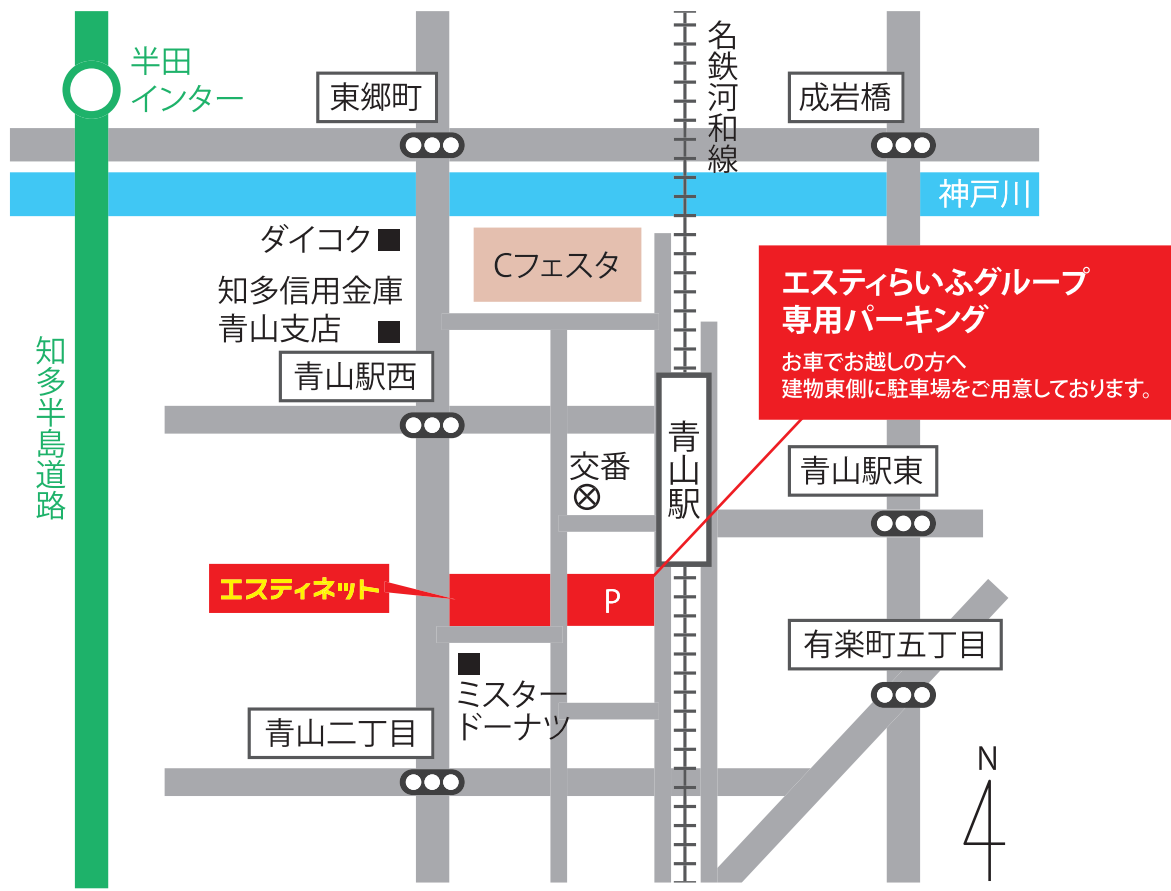 半田
インター
東郷町
名鉄河和線
成岩橋
神戸川
ダイコク
Cフェスタ
知多信用金庫
青山支店
エスティらいふグループ
専用パーキング
お車でお越しの方へ
建物東側に駐車場をご用意しております。
知多半島道路
青山駅西
青山駅
交番
青山駅東
エスティネット
P
有楽町五丁目
ミスター
ドーナツ
青山二丁目
N